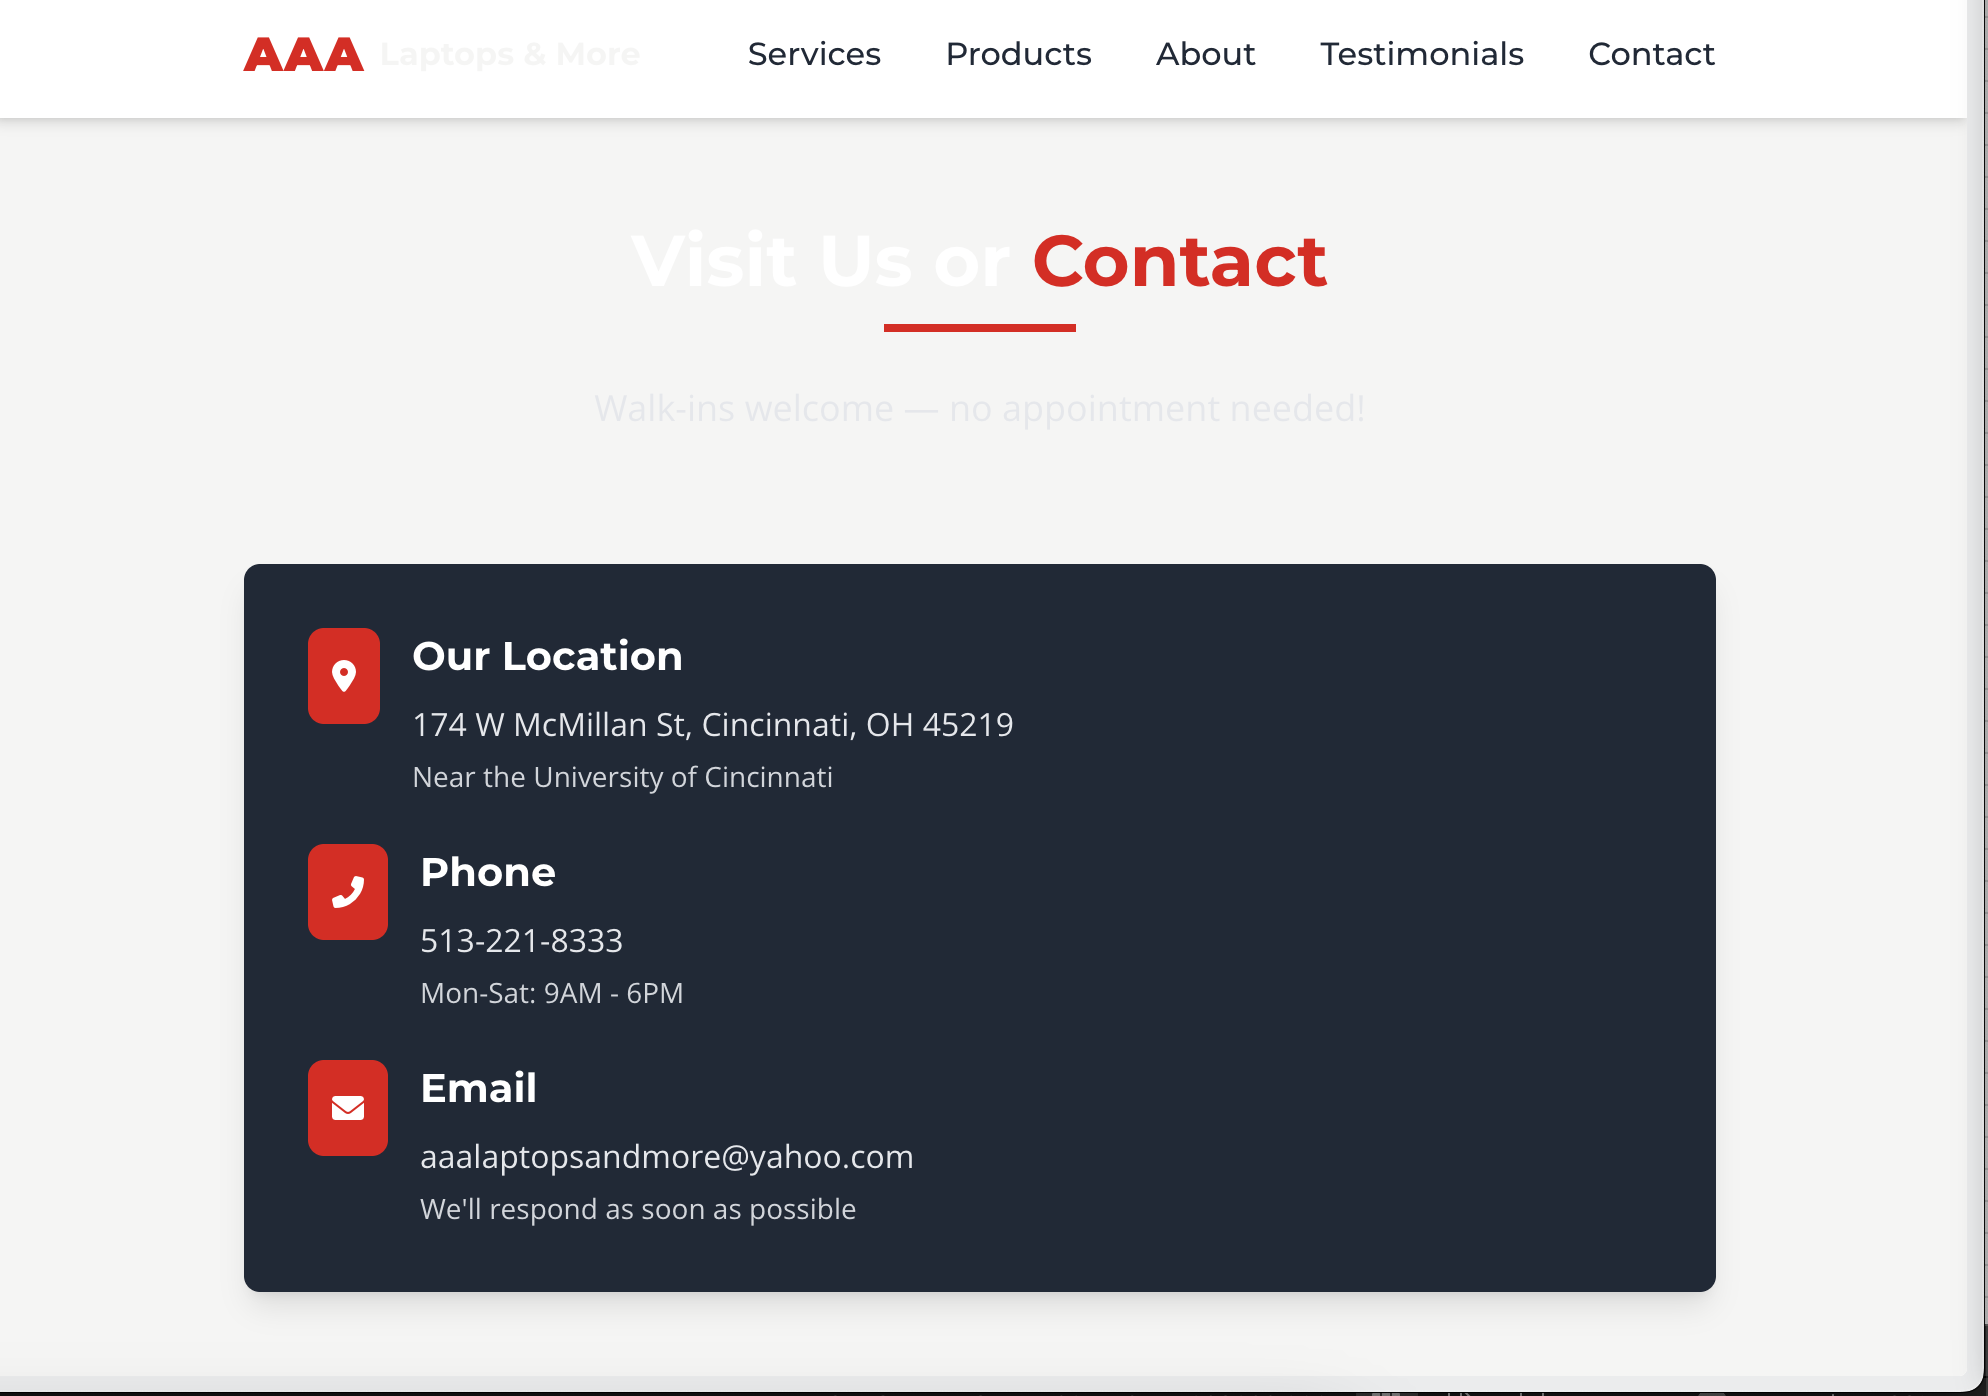 AAA Laptops & More Services Products About Testimonials Contact
Visit Us or Contact
Walk-ins welcome — no appointment needed!
Our Location
174 W McMillan St, Cincinnati, OH 45219
Near the University of Cincinnati
Phone
513-221-8333
Mon-Sat: 9AM - 6PM
Email
aaalaptopsandmore@yahoo.com
We'll respond as soon as possible